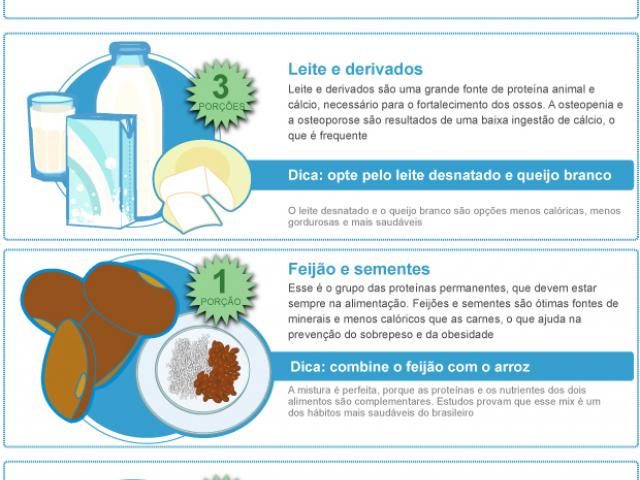 3
PORÇÕES
Leite e derivados
Leite e derivados são uma grande fonte de proteína animal e
cálcio, necessário para o fortalecimento dos ossos. A osteopenia e
a osteoporose são resultados de uma baixa ingestão de cálcio, o
que é frequente
Dica: opte pelo leite desnatado e queijo branco
O leite desnatado e o queijo branco são opções menos calóricas, menos
gordurosas e mais saudáveis
1
PORÇÃO
Feijão e sementes
Esse é o grupo das proteínas permanentes, que devem estar
sempre na alimentação. Feijões e sementes são ótimas fontes de
minerais e menos calóricos que as carnes, o que ajuda na
prevenção do sobrepeso e da obesidade
Dica: combine o feijão com o arroz
A mistura é perfeita, porque as proteínas e os nutrientes dos dois
alimentos são complementares. Estudos provam que esse mix é um
dos hábitos mais saudáveis do brasileiro